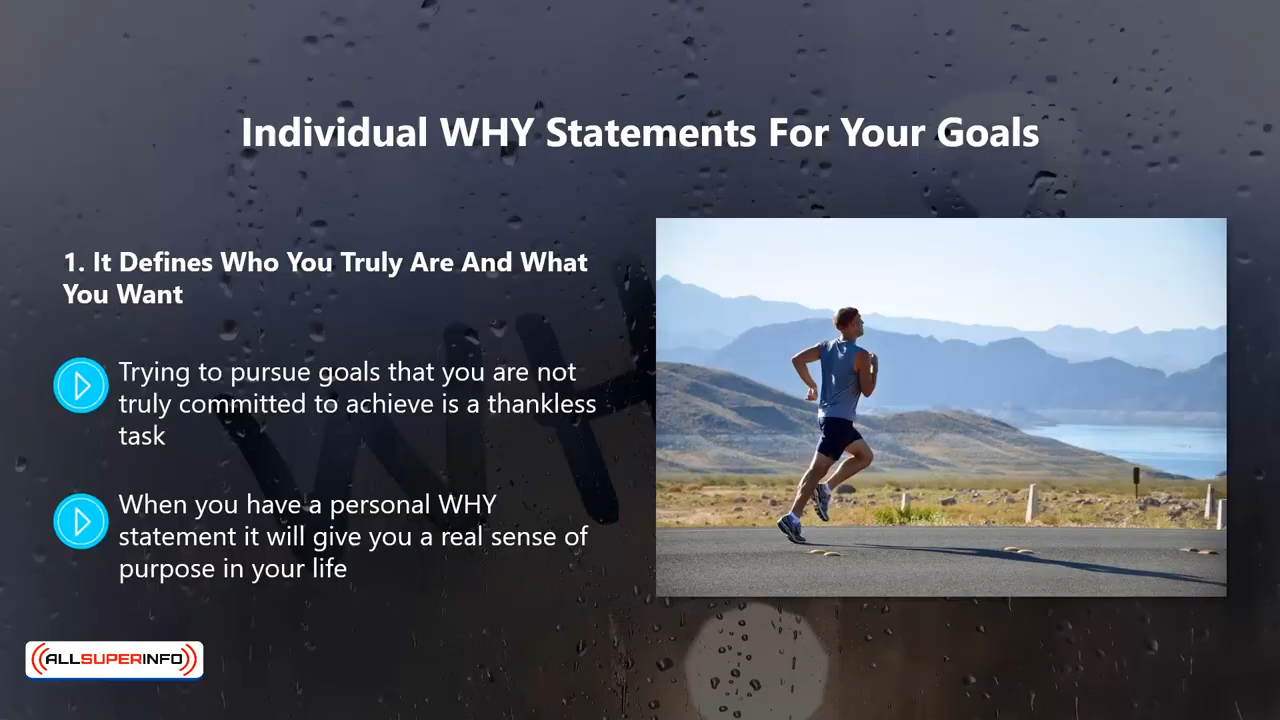 Individual WHY Statements For Your Goals
1. It Defines Who You Truly Are And What
You Want
Trying to pursue goals that you are not
truly committed to achieve is a thankless
task
When you have a personal WHY
statement it will give you a real sense of
purpose in your life
WHY
ALLSUPERINFO